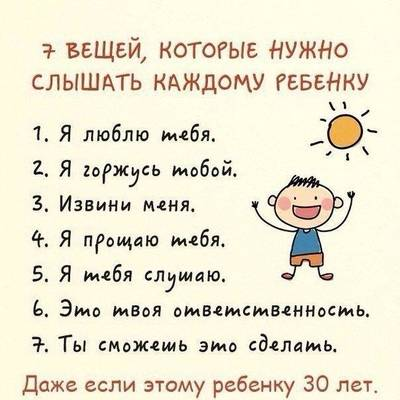 7 ВЕЩЕЙ, КОТОРЫЕ НУЖНО
СЛЫШАТЬ КАЖДОМУ РЕБЕНКУ
1. Я люблю тебя.
2. Я горжусь тобой.
3. Извини меня.
4. Я прощаю тебя.
5. Я тебя слушаю.
6. Это твоя ответственность.
7. Ты сможешь это сделать.
Даже если этому ребенку 30 лет.